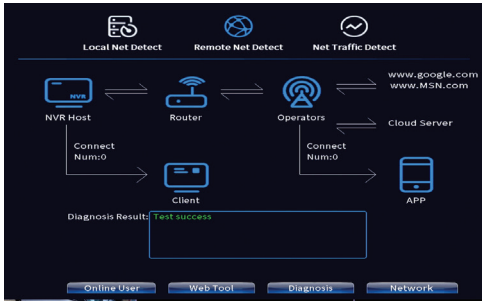 Local Net Detect
Remote Net Detect
Net Traffic Detect
www.google.com
www.MSN.com
NVR
NVR Host
Router
Operators
Cloud Server
Connect
Num:0
Connect
Num:0
Client
APP
Diagnosis Result: Test success
Online User
Web Tool
Diagnosis
Network